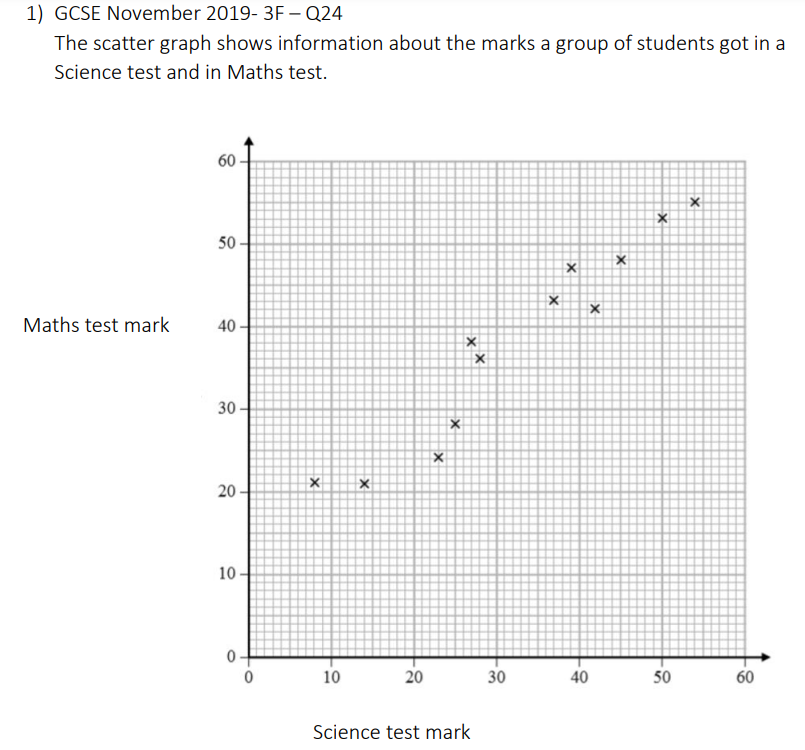 1) GCSE November 2019- 3F – Q24
The scatter graph shows information about the marks a group of students got in a
Science test and in Maths test.
60
50
Maths test mark
40
30
20
10
0
0 10 20 30 40 50 60
Science test mark